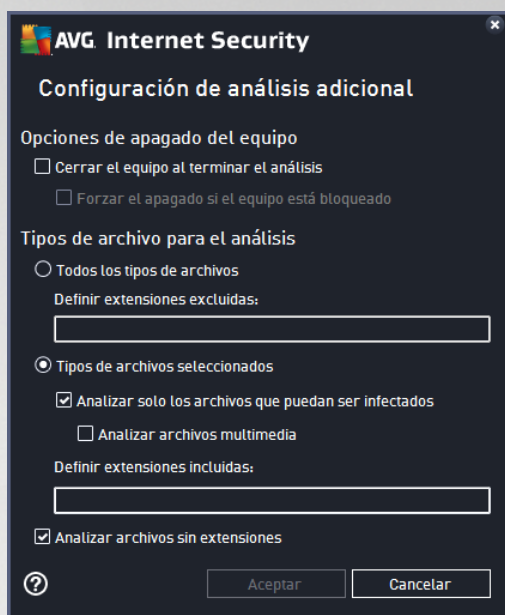 AVG. Internet Security
Configuración de análisis adicional
Opciones de apagado del equipo
Cerrar el equipo al terminar el análisis
Forzar el apagado si el equipo está bloqueado
Tipos de archivo para el análisis
Todos los tipos de archivos
Definir extensiones excluidas:
Tipos de archivos seleccionados
Analizar solo los archivos que puedan ser infectados
Analizar archivos multimedia
Definir extensiones incluidas:
Analizar archivos sin extensiones
Aceptar
Cancelar